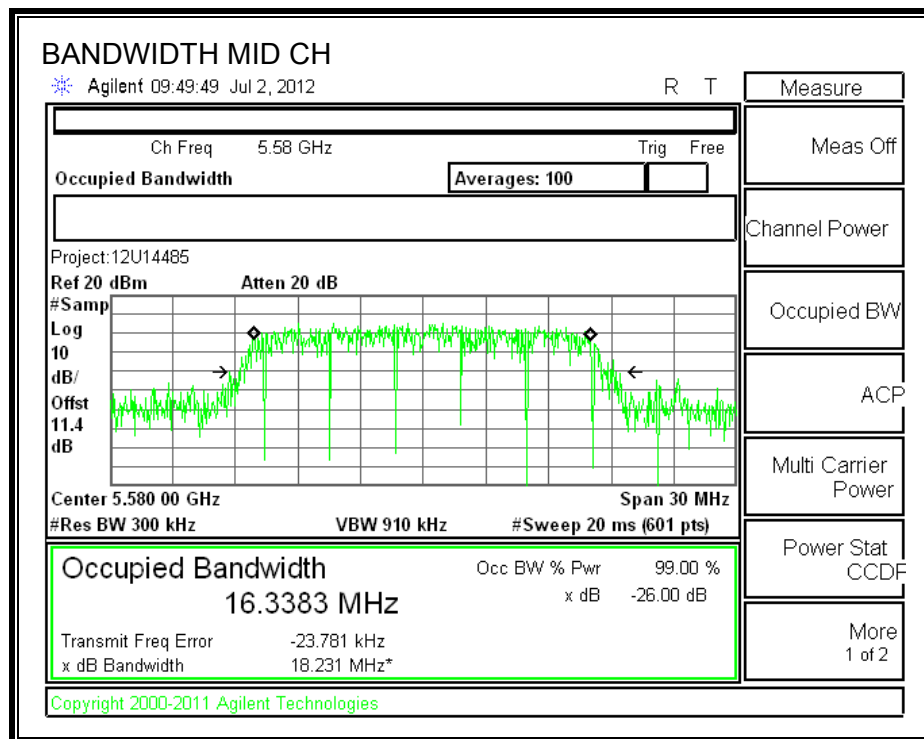 BANDWIDTH MID CH
Agilent 09:49:49 Jul 2, 2012 R T
Measure
Ch Freq 5.58 GHz Trig Free
Meas Off
Occupied Bandwidth Averages: 100
Channel Power
Project:12U14485
Ref 20 dBm Atten 20 dB
#Samp
Log
10
dB/
Offst
11.4
dB
Occupied BW
ACP
Multi Carrier
Power
Center 5.580 00 GHz Span 30 MHz
#Res BW 300 kHz VBW 910 kHz #Sweep 20 ms (601 pts)
Power Stat
CCDF
Occupied Bandwidth Occ BW % Pwr 99.00 %
16.3383 MHz x dB -26.00 dB
Transmit Freq Error -23.781 kHz
x dB Bandwidth 18.231 MHz*
More
1 of 2
Copyright 2000-2011 Agilent Technologies